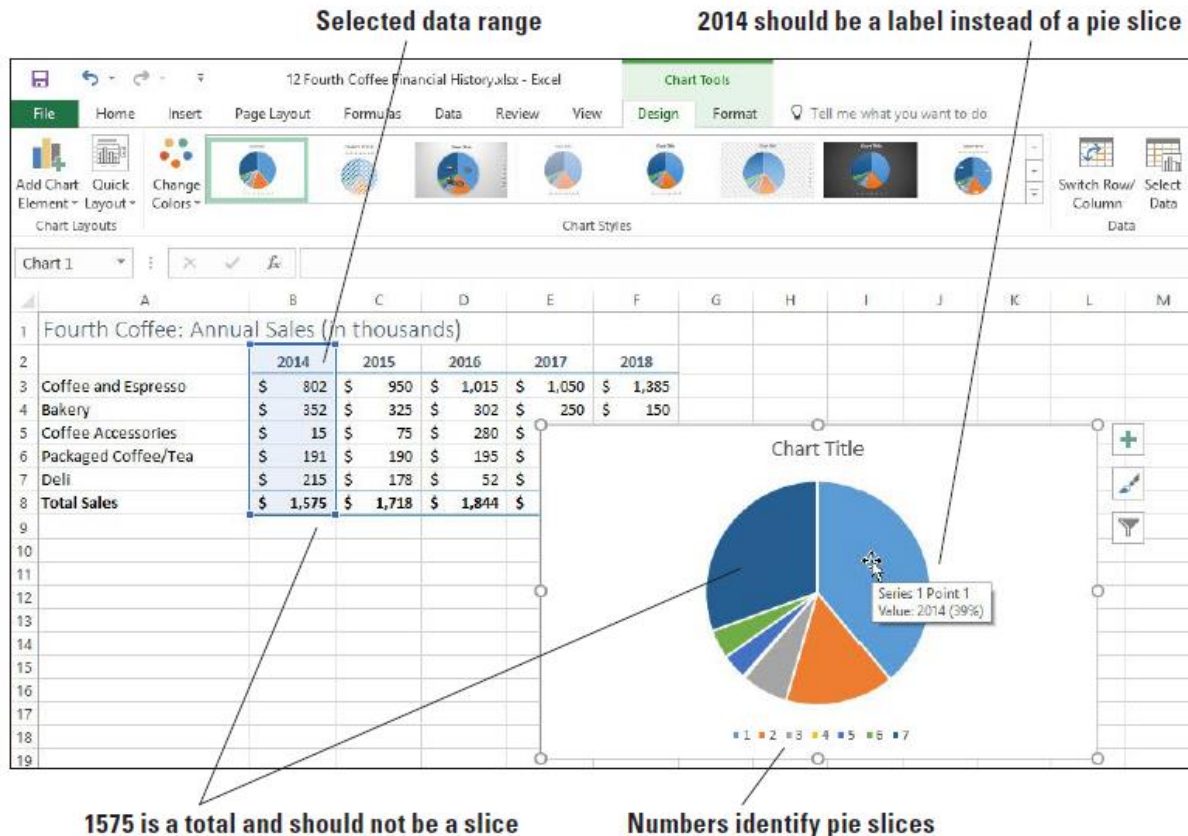 Selected data range
2014 should be a label instead of a pie slice
12 Fourth Coffee Financial History.xlsx - Excel
Chart Tools
File Home Insert Page Layout Formulas Data Review View Design Format Tell me what you want to do
Add Chart Element Quick Layout Change Colors
Switch Row/ Column Select Data
Chart Layouts Chart Styles Data
Chart 1 fx
A B C D E F G H I J K L M
1 Fourth Coffee: Annual Sales (in thousands)
2 2014 2015 2016 2017 2018
3 Coffee and Espresso $ 802 $ 950 $ 1,015 $ 1,050 $ 1,385
4 Bakery $ 352 $ 325 $ 302 $ 250 $ 150
5 Coffee Accessories $ 15 $ 75 $ 280 $
6 Packaged Coffee/Tea $ 191 $ 190 $ 195 $
7 Deli $ 215 $ 178 $ 52 $
8 Total Sales $ 1,575 $ 1,718 $ 1,844 $
9
10
11
12
13
14
15
16
17
18
19
Chart Title
Series 1 Point 1
Value: 2014 (39%)
1 2 3 4 5 6 7
1575 is a total and should not be a slice
Numbers identify pie slices